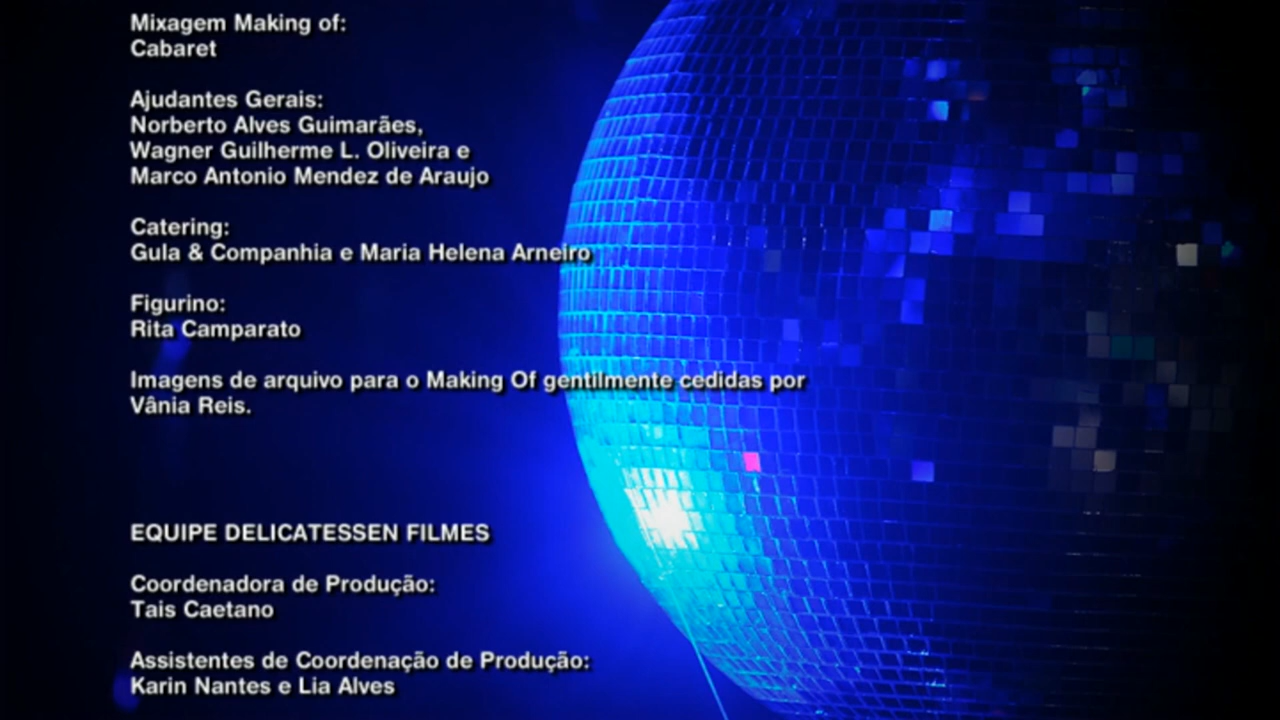 Mixagem Making of:
Cabaret
Ajudantes Gerais:
Norberto Alves Guimarães,
Wagner Guilherme L. Oliveira e
Marco Antonio Mendez de Araujo
Catering:
Gula & Companhia e Maria Helena Arneiro
Figurino:
Rita Camparato
Imagens de arquivo para o Making Of gentilmente cedidas por
Vânia Reis.
EQUIPE DELICATESSEN FILMES
Coordenadora de Produção:
Tais Caetano
Assistentes de Coordenação de Produção:
Karin Nantes e Lia Alves